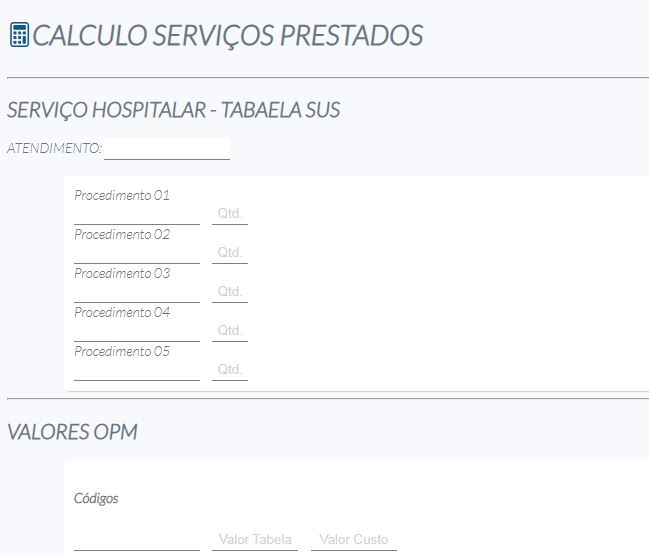 CALCULO SERVIÇOS PRESTADOS
SERVIÇO HOSPITALAR - TABAELA SUS
ATENDIMENTO:
Procedimento 01
Qtd.
Procedimento 02
Qtd.
Procedimento 03
Qtd.
Procedimento 04
Qtd.
Procedimento 05
Qtd.
VALORES OPM
Códigos
Valor Tabela Valor Custo